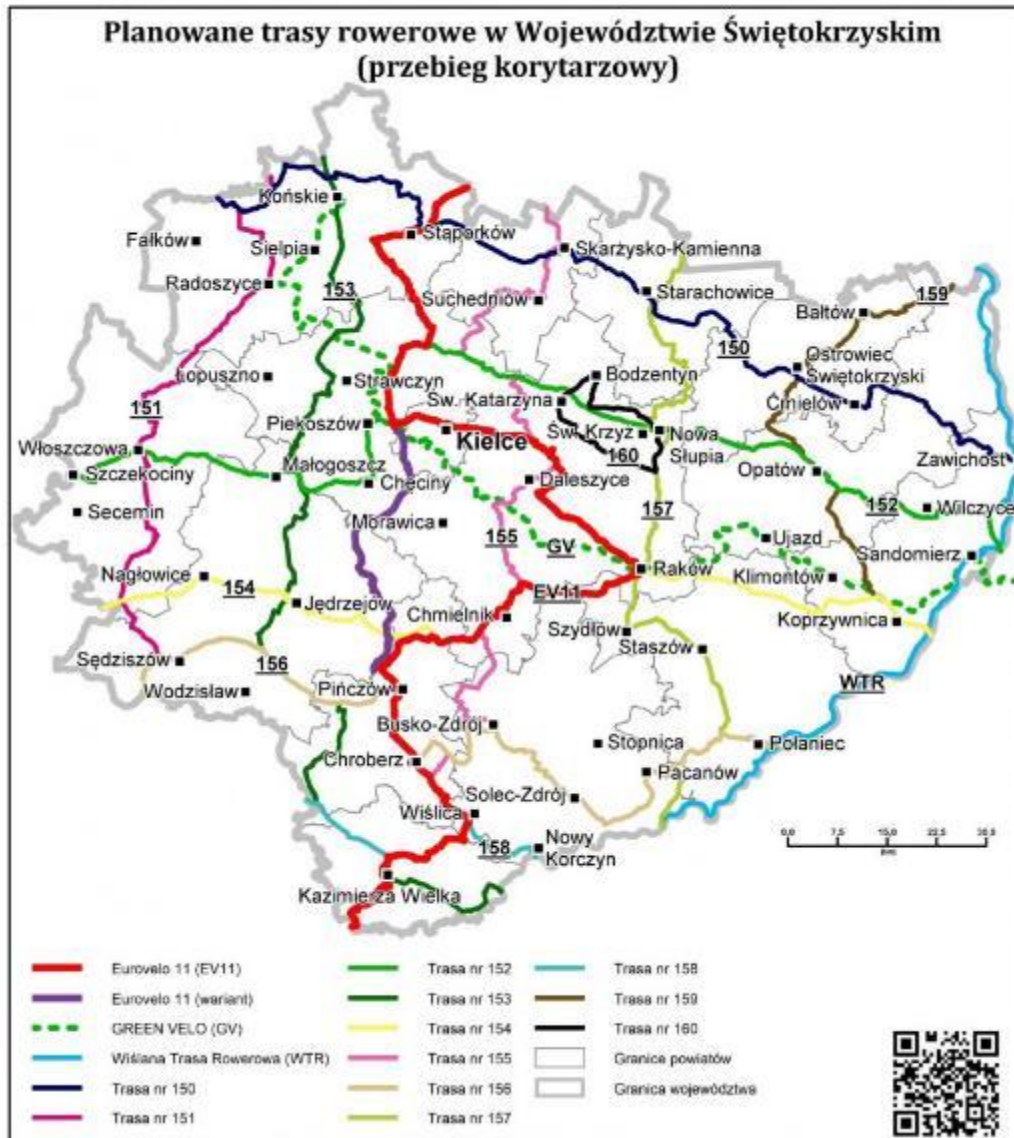 Planowane trasy rowerowe w Województwie Świętokrzyskim
(przebieg korytarzowy)
Końskie
Fałków
Sielpia
Stąporków
Skarżysko-Kamienna
Radoszyce
153
Suchedniów
Starachowice
159
Bałtów
150
Ostrowiec
Świętokrzyski
Łopuszno
Strawczyn
Bodzentyn
Św. Katarzyna
Ćmielów
151
Piekoszów
Kielce
Św. Krzyż
Nowa
Słupia
160
Włoszczowa
Szczekociny
Małogoszcz
Chęciny
Daleszyce
Opatów
Zawichost
Secemin
Morawica
155
157
152
Wilczyce
GV
Ujazd
Sandomierz
Nagłowice
154
Raków
Klimontów
Jędrzejów
EV11
Chmielnik
Szydłów
Koprzywnica
Staszów
Sędziszów
156
Wodzisław
Pińczów
WTR
Busko-Zdrój
Stopnica
Połaniec
Chroberz
Pacanów
Solec-Zdrój
Wiślica
158
Nowy
Korczyn
0,0 7,5 15,0 22,5
Kazimierza Wielka
Eurovelo 11 (EV11)
Eurovelo 11 (wariant)
GREEN VELO (GV)
Wiślana Trasa Rowerowa (WTR)
Trasa nr 150
Trasa nr 151
Trasa nr 152
Trasa nr 153
Trasa nr 154
Trasa nr 155
Trasa nr 156
Trasa nr 157
Trasa nr 158
Trasa nr 159
Trasa nr 160
Granice powiatów
Granica województwa